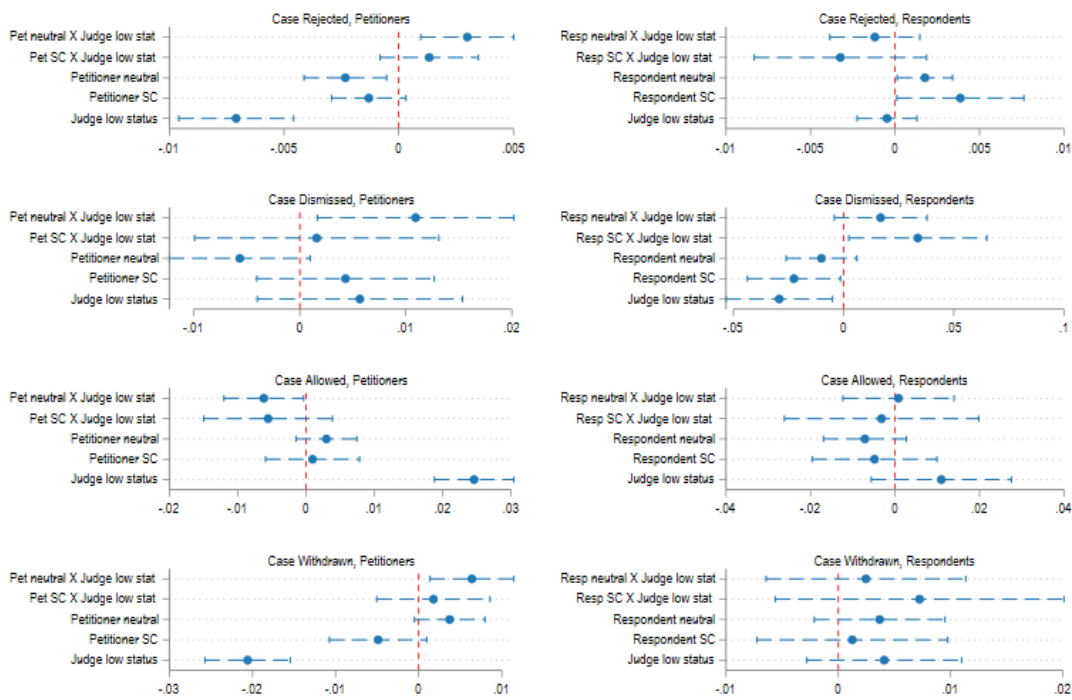 Case Rejected, Petitioners
Pet neutral X Judge low stat
Pet SC X Judge low stat
Petitioner neutral
Petitioner SC
Judge low status
-.01 -.005 0 .005
Case Rejected, Respondents
Resp neutral X Judge low stat
Resp SC X Judge low stat
Respondent neutral
Respondent SC
Judge low status
-.01 -.005 0 .005 .01
Case Dismissed, Petitioners
Pet neutral X Judge low stat
Pet SC X Judge low stat
Petitioner neutral
Petitioner SC
Judge low status
-.01 0 .01 .02
Case Dismissed, Respondents
Resp neutral X Judge low stat
Resp SC X Judge low stat
Respondent neutral
Respondent SC
Judge low status
-.05 0 .05 .1
Case Allowed, Petitioners
Pet neutral X Judge low stat
Pet SC X Judge low stat
Petitioner neutral
Petitioner SC
Judge low status
-.02 -.01 0 .01 .02 .03
Case Allowed, Respondents
Resp neutral X Judge low stat
Resp SC X Judge low stat
Respondent neutral
Respondent SC
Judge low status
-.04 -.02 0 .02 .04
Case Withdrawn, Petitioners
Pet neutral X Judge low stat
Pet SC X Judge low stat
Petitioner neutral
Petitioner SC
Judge low status
-.03 -.02 -.01 0 .01
Case Withdrawn, Respondents
Resp neutral X Judge low stat
Resp SC X Judge low stat
Respondent neutral
Respondent SC
Judge low status
-.01 0 .01 .02